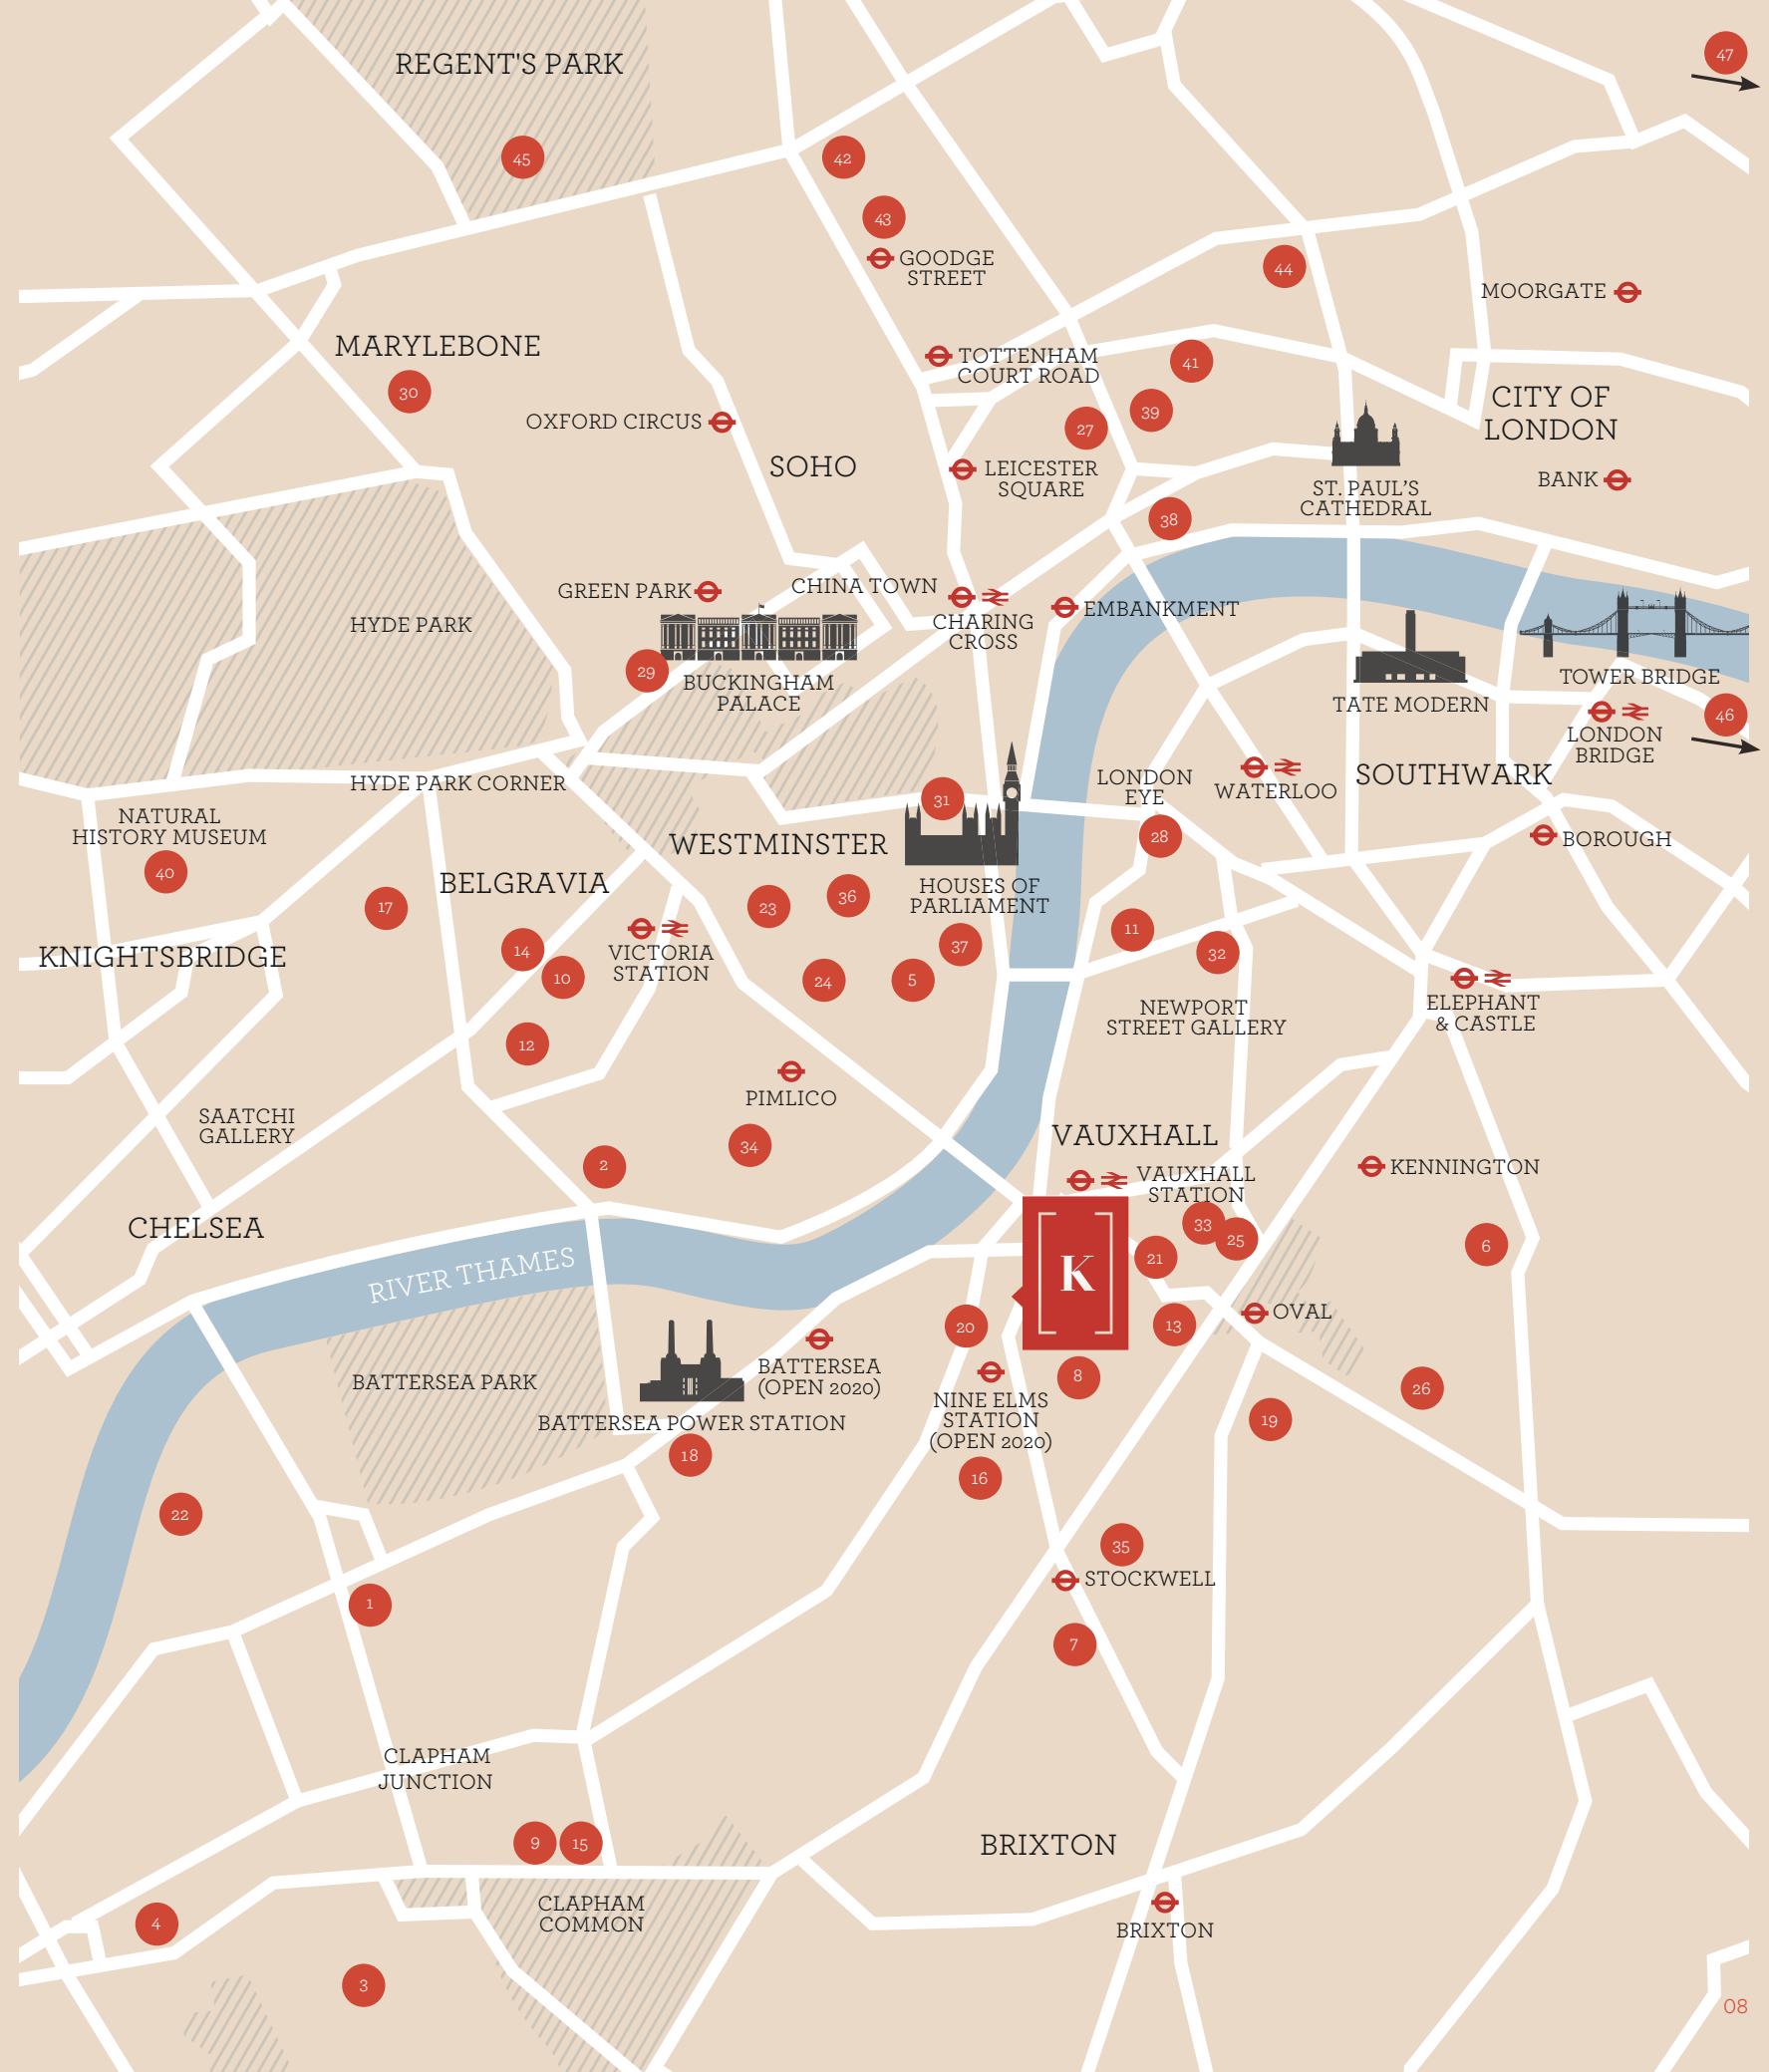 47
REGENT'S PARK
45
42
43
GOODGE
STREET
44
MOORGATE
MARYLEBONE
30
TOTTENHAM
COURT ROAD
41
39
27
CITY OF
LONDON
OXFORD CIRCUS
SOHO
LEICESTER
SQUARE
ST. PAUL'S
CATHEDRAL
BANK
38
GREEN PARK
CHINA TOWN
CHARING
CROSS
EMBANKMENT
HYDE PARK
29
BUCKINGHAM
PALACE
TATE MODERN
TOWER BRIDGE
46
LONDON
BRIDGE
HYDE PARK CORNER
LONDON
EYE
WATERLOO
SOUTHWARK
31
NATURAL
HISTORY MUSEUM
40
WESTMINSTER
28
BOROUGH
BELGRAVIA
HOUSES OF
PARLIAMENT
17
23
36
37
11
32
KNIGHTSBRIDGE
14
10
VICTORIA
STATION
24
5
ELEPHANT
& CASTLE
NEWPORT
STREET GALLERY
12
PIMLICO
SAATCHI
GALLERY
34
2
VAUXHALL
VAUXHALL
STATION
KENNINGTON
CHELSEA
33
25
21
6
RIVER THAMES
K
20
13
OVAL
BATTERSEA
(OPEN 2020)
BATTERSEA PARK
8
26
NINE ELMS
STATION
(OPEN 2020)
BATTERSEA POWER STATION
19
18
16
22
35
STOCKWELL
1
7
CLAPHAM
JUNCTION
9
15
BRIXTON
CLAPHAM
COMMON
4
BRIXTON
3
08